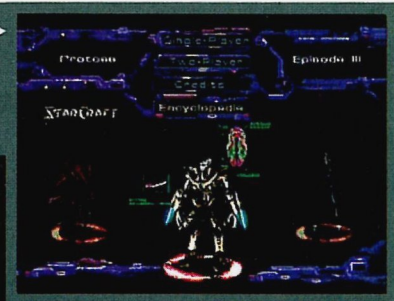 Single-Player
Protoss
Episode III
Two-Player
Credits
StarCraft
Encyclopedia